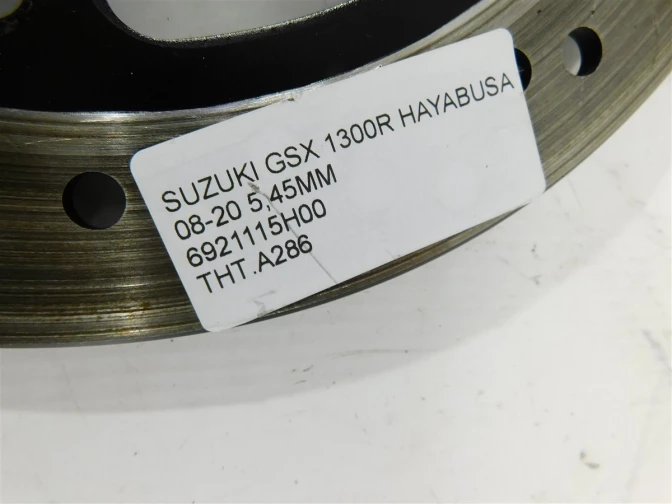 SUZUKI GSX 1300R HAYABUSA
08-20 5,45MM
6921115H00
THT.A286